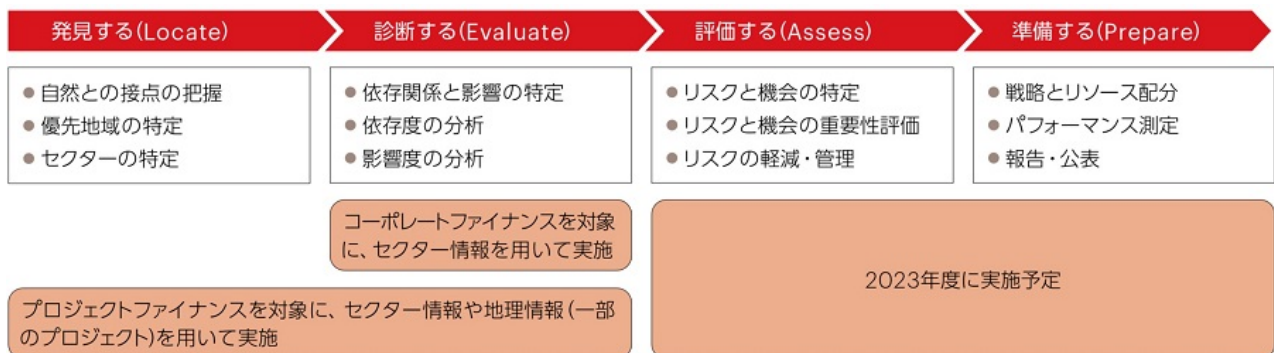 発見する(Locate)
診断する(Evaluate)
評価する(Assess)
準備する(Prepare)
●自然との接点の把握
●優先地域の特定
●セクターの特定
●依存関係と影響の特定
●依存度の分析
●影響度の分析
●リスクと機会の特定
●リスクと機会の重要性評価
●リスクの軽減・管理
●戦略とリソース配分
●パフォーマンス測定
●報告・公表
コーポレートファイナンスを対象
に、セクター情報を用いて実施
プロジェクトファイナンスを対象に、セクター情報や地理情報(一部
のプロジェクト)を用いて実施
2023年度に実施予定